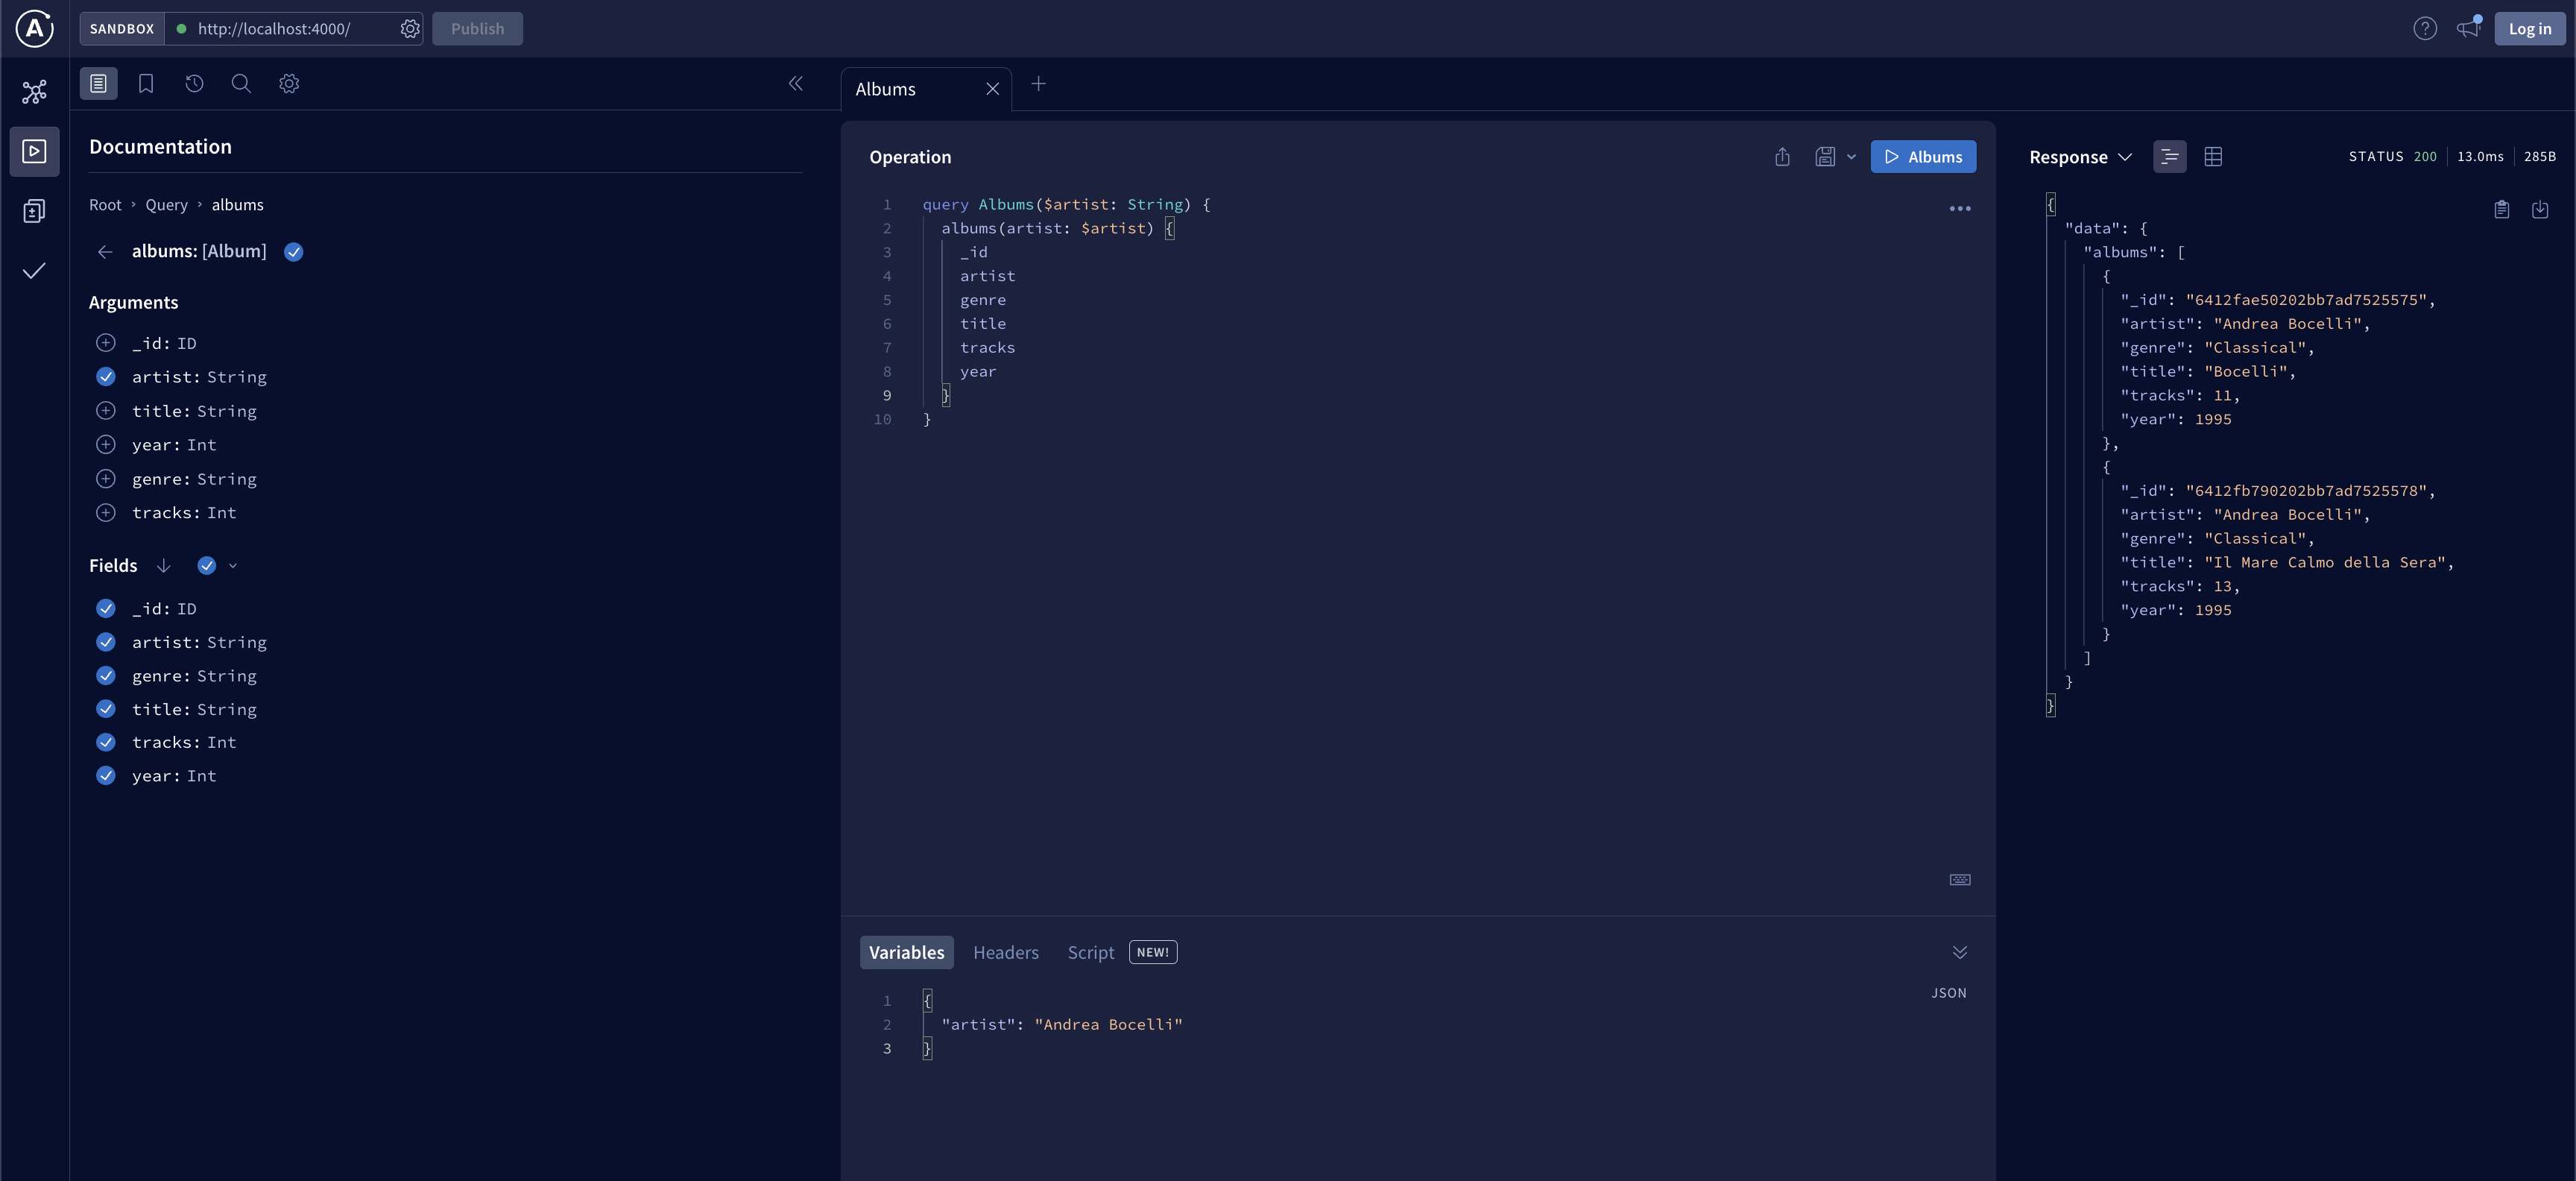 SANDBOX http://localhost:4000/ Publish Log in
Documentation
Root > Query > albums
albums: [Album]
Arguments
_id: ID
artist: String
title: String
year: Int
genre: String
tracks: Int
Fields
_id: ID
artist: String
genre: String
title: String
tracks: Int
year: Int
Albums
Operation
Albums
1 query Albums($artist: String) {
2 albums(artist: $artist) {
3 _id
4 artist
5 genre
6 title
7 tracks
8 year
9 }
10 }
Variables Headers Script NEW!
JSON
1 {
2 "artist": "Andrea Bocelli"
3 }
Response STATUS 200 13.0ms 285B
{
"data": {
"albums": [
{
"_id": "6412fae50202bb7ad7525575",
"artist": "Andrea Bocelli",
"genre": "Classical",
"title": "Bocelli",
"tracks": 11,
"year": 1995
},
{
"_id": "6412fb790202bb7ad7525578",
"artist": "Andrea Bocelli",
"genre": "Classical",
"title": "Il Mare Calmo della Sera",
"tracks": 13,
"year": 1995
}
]
}
}